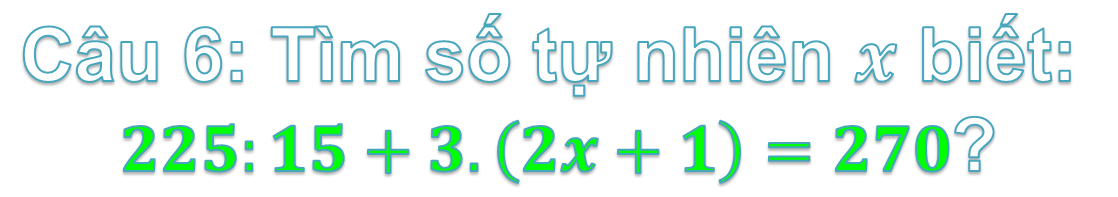 Câu 6: Tìm số tự nhiên x biết:
225:15 + 3.(2x + 1) = 270?